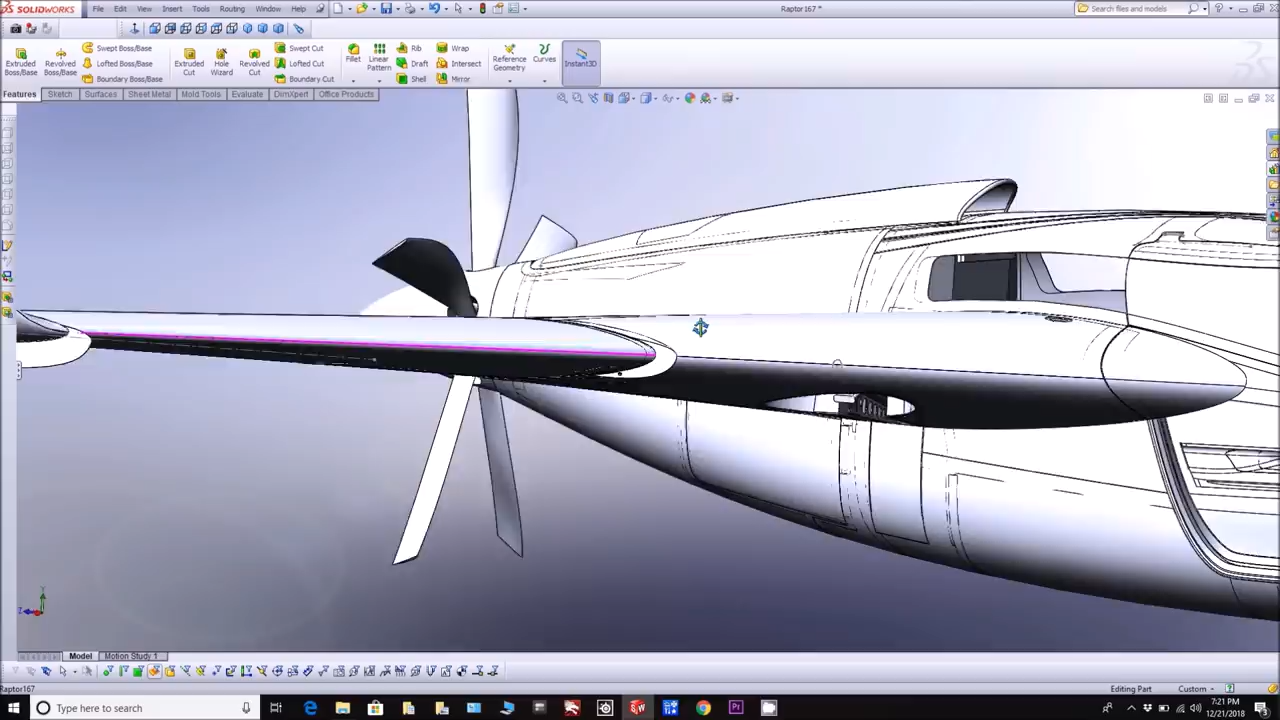 SOLIDWORKS File Edit View Insert Tools Routing Window Help Raptor167 * Search files and models
Extruded Boss/Base Revolved Boss/Base Swept Boss/Base Lofted Boss/Base Boundary Boss/Base Extruded Cut Hole Wizard Revolved Cut Swept Cut Lofted Cut Boundary Cut Fillet Linear Pattern Rib Draft Shell Wrap Intersect Mirror Reference Geometry Curves Instant3D
Features Sketch Surfaces Sheet Metal Mold Tools Evaluate DimXpert Office Products
Model Motion Study 1
Raptor167 Editing Part Custom
Type here to search 7:21 PM
12/21/2018